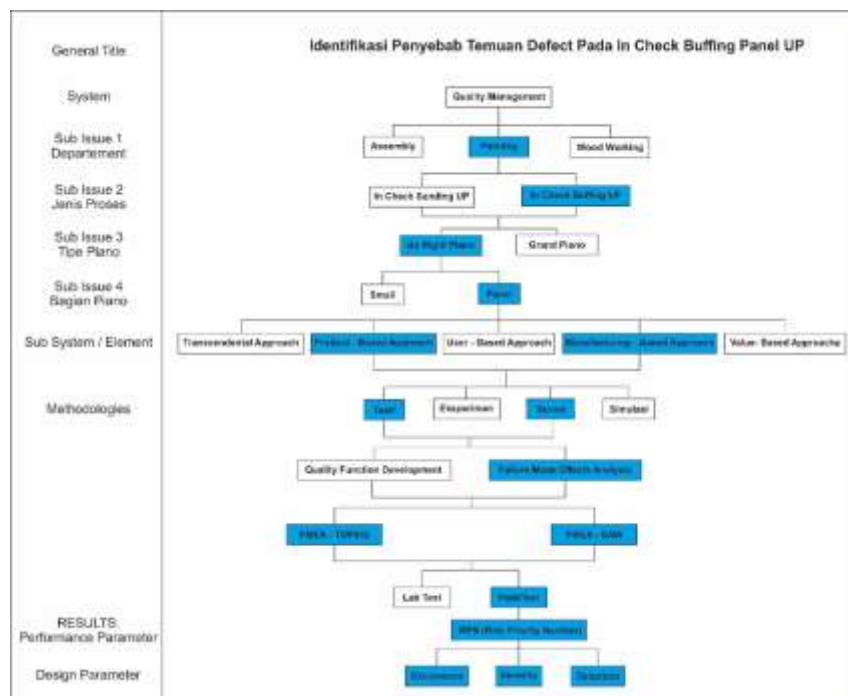 General Title
Identifikasi Penyebab Temuan Defect Pada In Check Buffing Panel UP
System
Quality Management
Sub Issue 1
Departement
Assembly
Painting
Wood Working
Sub Issue 2
Jenis Proses
In Check Sanding UP
In Check Buffing UP
Sub Issue 3
Tipe Piano
Up Right Piano
Grand Piano
Sub Issue 4
Bagian Piano
Small
Panel
Sub System / Element
Transcendental Approach
Product - Based Approach
User - Based Approach
Manufacturing - Based Approach
Value- Based Approache
Methodologies
Eksperimen
Survei
Simulasi
Quality Function Development
Failure Mode Effects Analysis
FMEA - TOPSIS
FMEA - SAW
Lab Test
Field Test
RESULTS:
Performance Parameter
RPN (Risk Priority Number)
Design Parameter
Occurrence
Severity
Detection